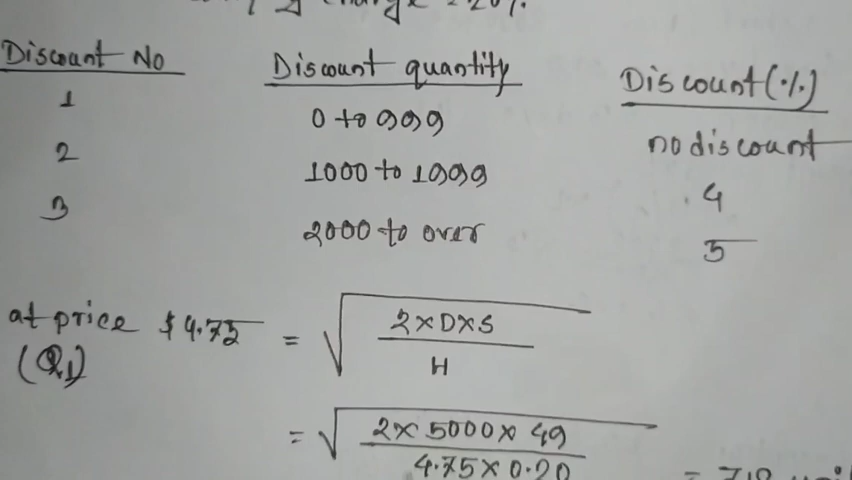 Discount No Discount quantity Discount (%)
1 0 to 999 no discount
2 1000 to 1999 4
3 2000 to over 5
at price $4.75 = √ 2×D×S
(Q1) H
= √ 2× 5000× 49
4.75×0.20 = 718